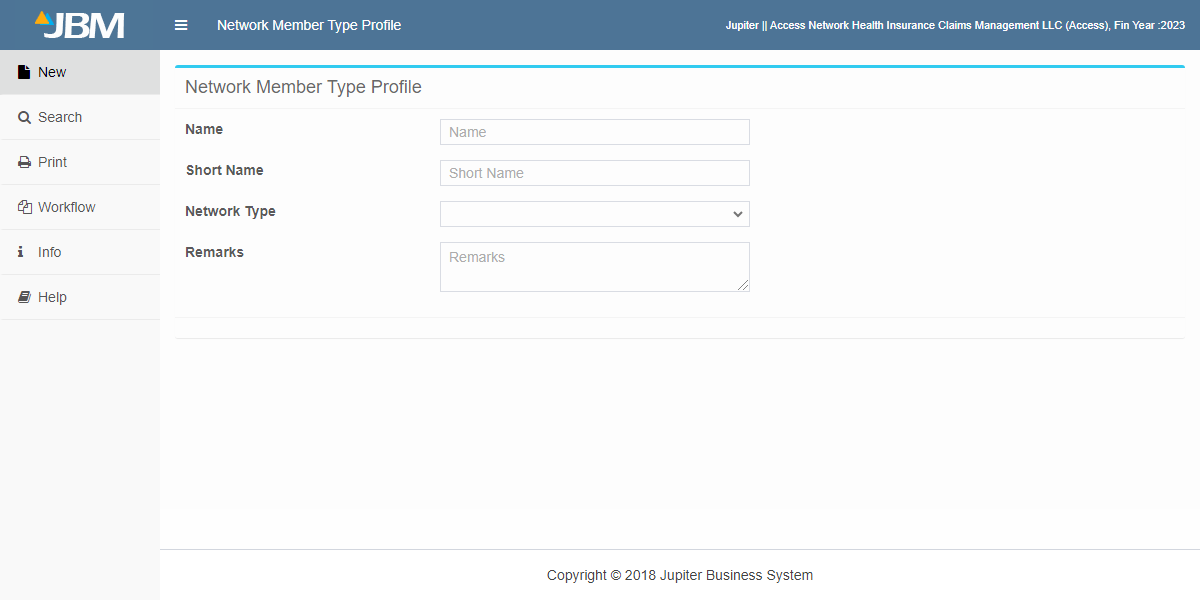 JBM
Network Member Type Profile
Jupiter || Access Network Health Insurance Claims Management LLC (Access), Fin Year :2023
New
Search
Print
Workflow
Info
Help
Network Member Type Profile
Name
Name
Short Name
Short Name
Network Type
Remarks
Remarks
Copyright © 2018 Jupiter Business System